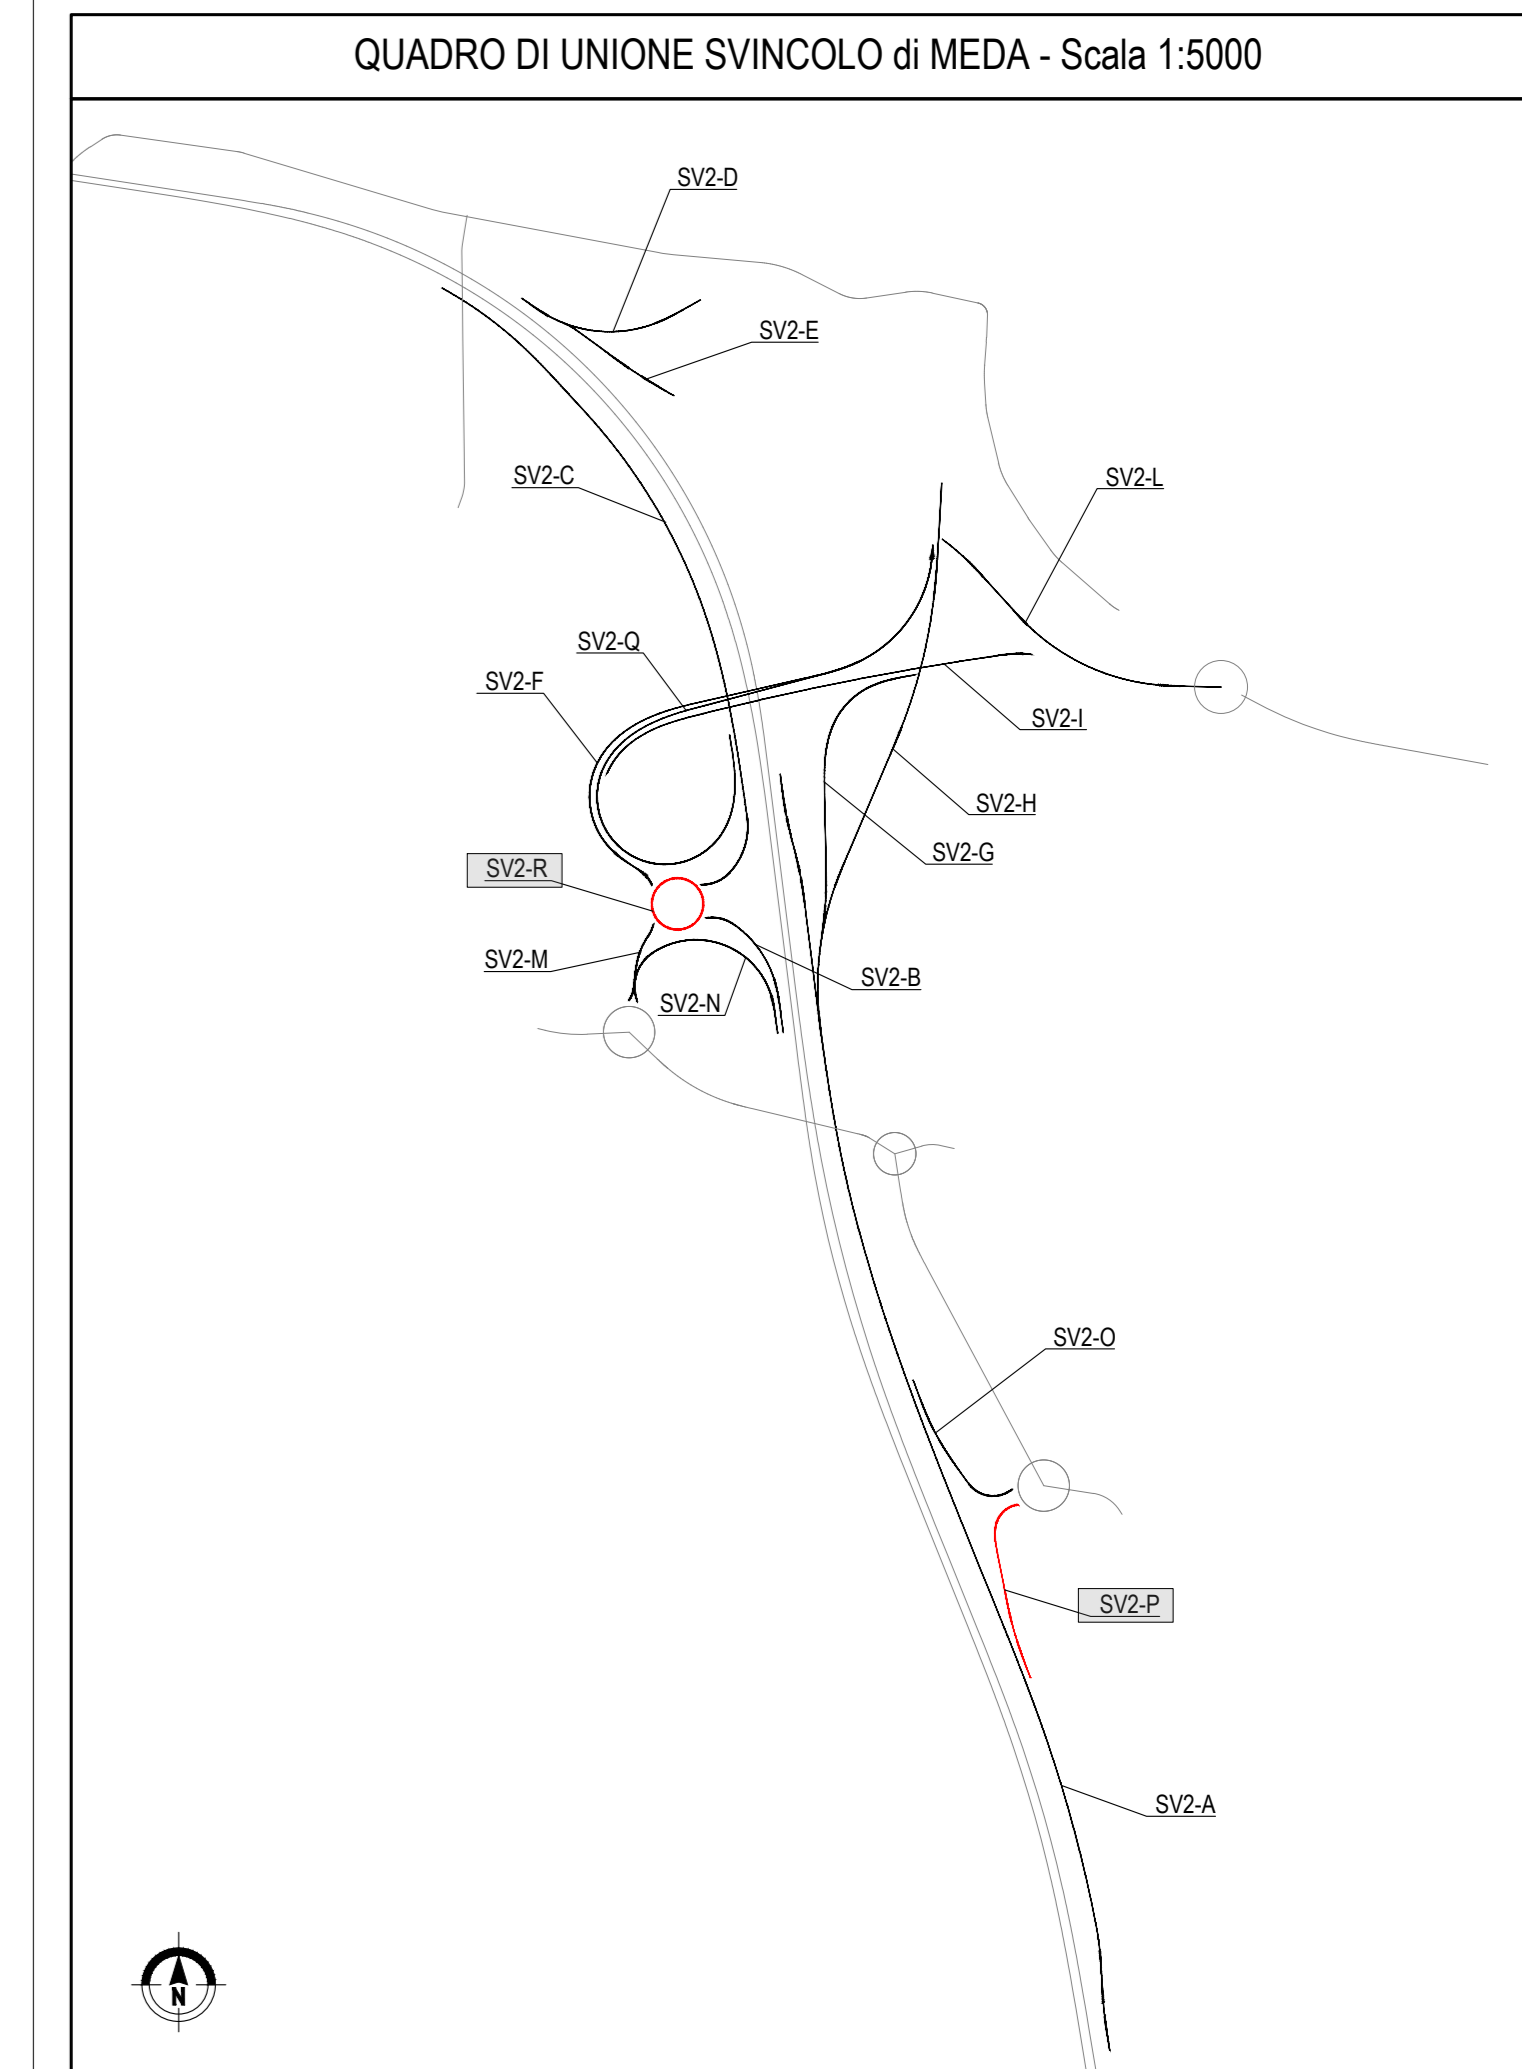 QUADRO DI UNIONE SVINCOLO di MEDA - Scala 1:5000
SV2-D
SV2-E
SV2-C
SV2-L
SV2-Q
SV2-F
SV2-I
SV2-H
SV2-G
SV2-R
SV2-M
SV2-B
SV2-N
SV2-O
SV2-P
SV2-A
N